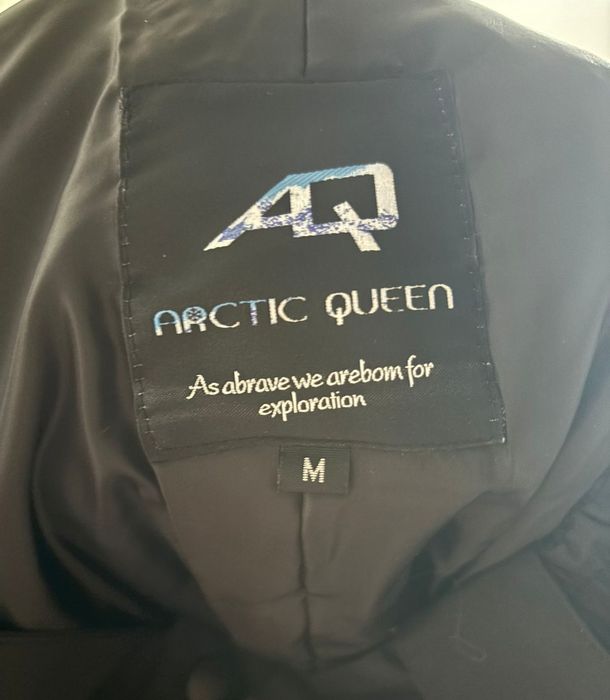 AQ
ARCTIC QUEEN
As abrave we arebom for
exploration
M